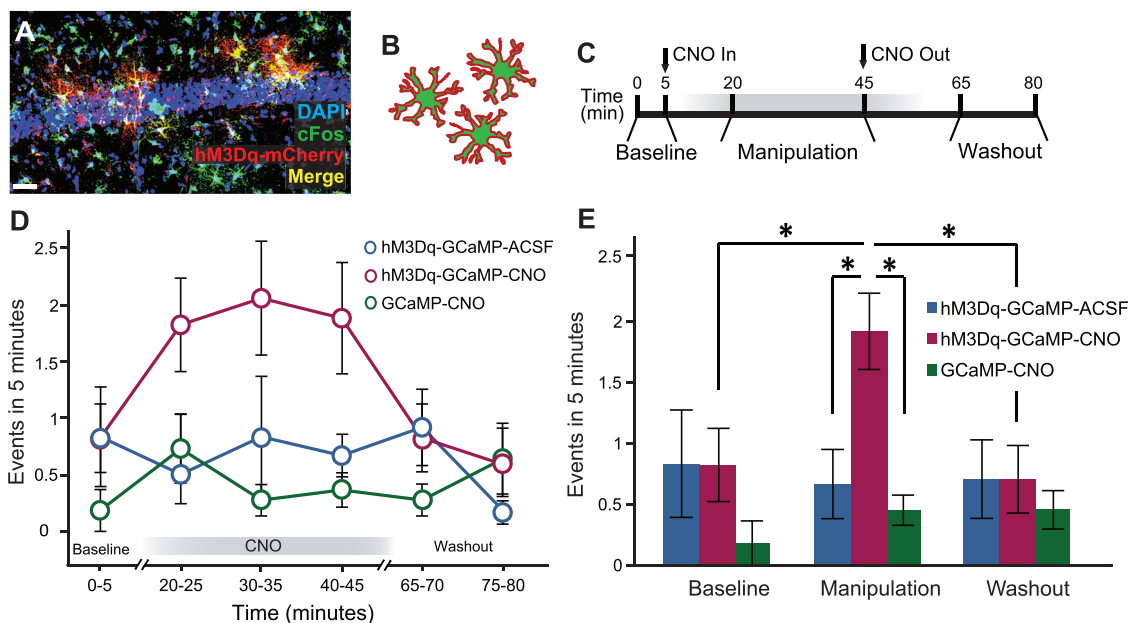 A
DAPI
cFos
hM3Dq-mCherry
Merge
B
C
CNO In
CNO Out
0 5 20 45 65 80
Time
(min)
Baseline Manipulation Washout
D
Events in 5 minutes
2.5
2
1.5
1
0.5
0
hM3Dq-GCaMP-ACSF
hM3Dq-GCaMP-CNO
GCaMP-CNO
Baseline CNO Washout
0-5 20-25 30-35 40-45 65-70 75-80
Time (minutes)
E
Events in 5 minutes
2.5
2
1.5
1
0.5
0
* *
* *
hM3Dq-GCaMP-ACSF
hM3Dq-GCaMP-CNO
GCaMP-CNO
Baseline Manipulation Washout